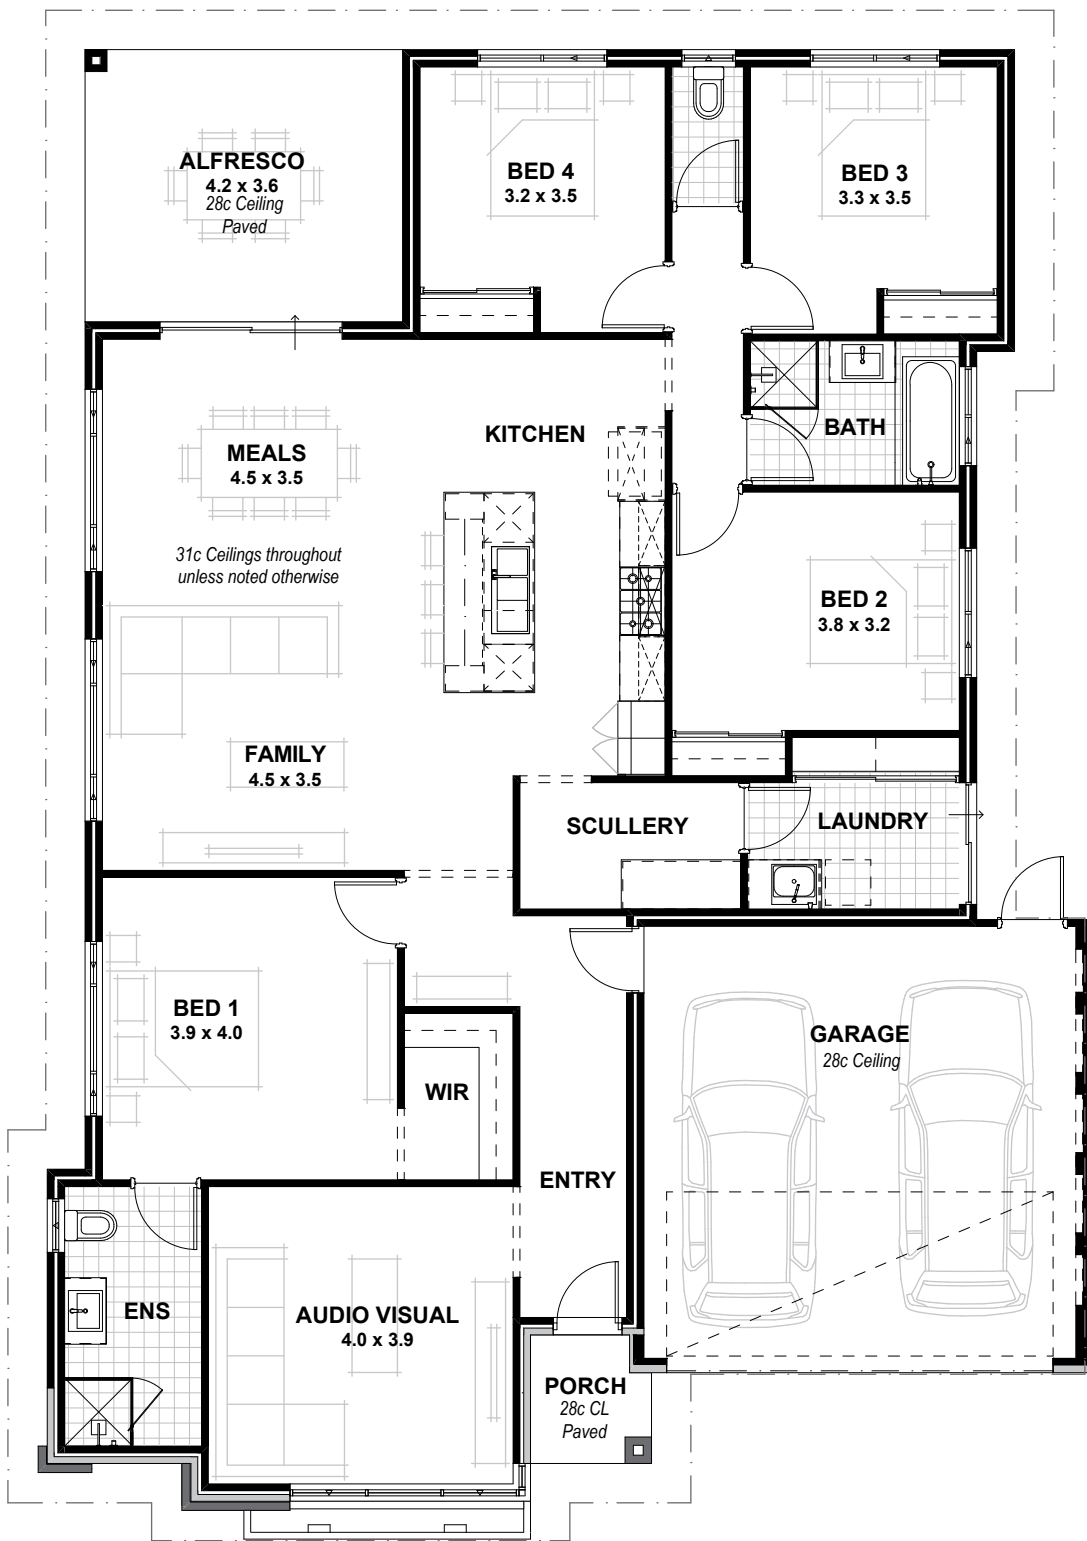 ALFRESCO
4.2 x 3.6
28c Ceiling
Paved
BED 4
3.2 x 3.5
BED 3
3.3 x 3.5
MEALS
4.5 x 3.5
KITCHEN
BATH
31c Ceilings throughout
unless noted otherwise
BED 2
3.8 x 3.2
FAMILY
4.5 x 3.5
SCULLERY
LAUNDRY
BED 1
3.9 x 4.0
WIR
GARAGE
28c Ceiling
ENTRY
ENS
AUDIO VISUAL
4.0 x 3.9
PORCH
28c CL
Paved